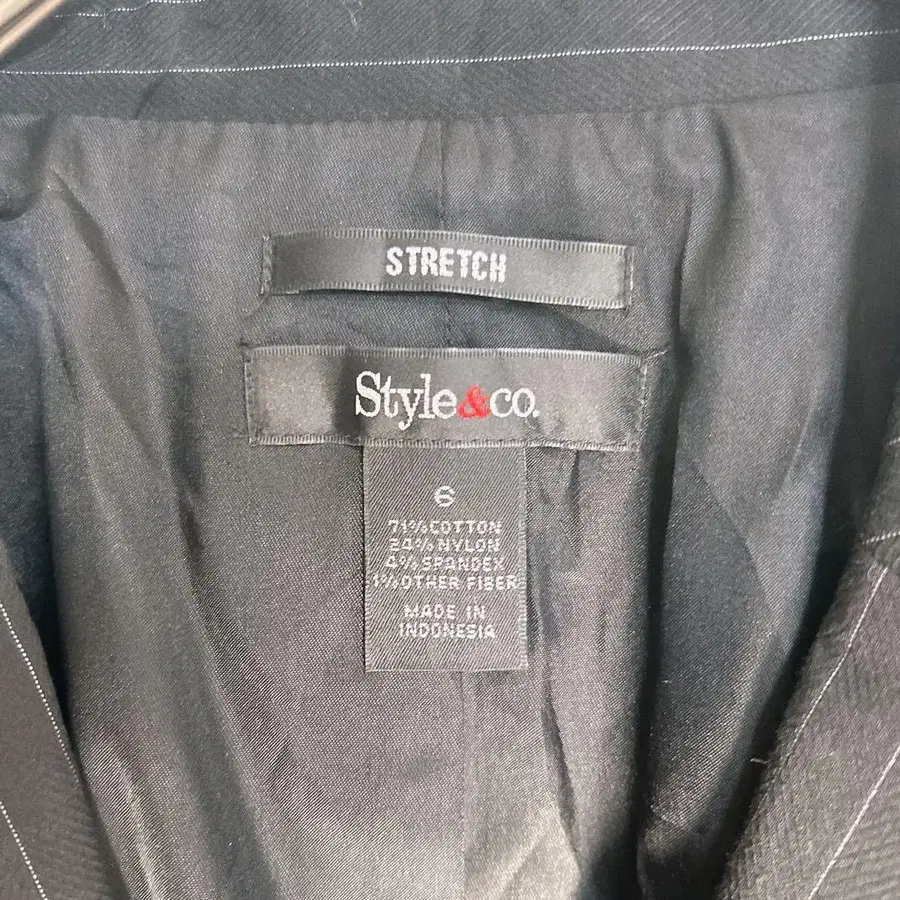 STRETCH
Style&co.
6
71%COTTON
24%NYLON
4%SPANDEX
1%OTHER FIBER
MADE IN
INDONESIA